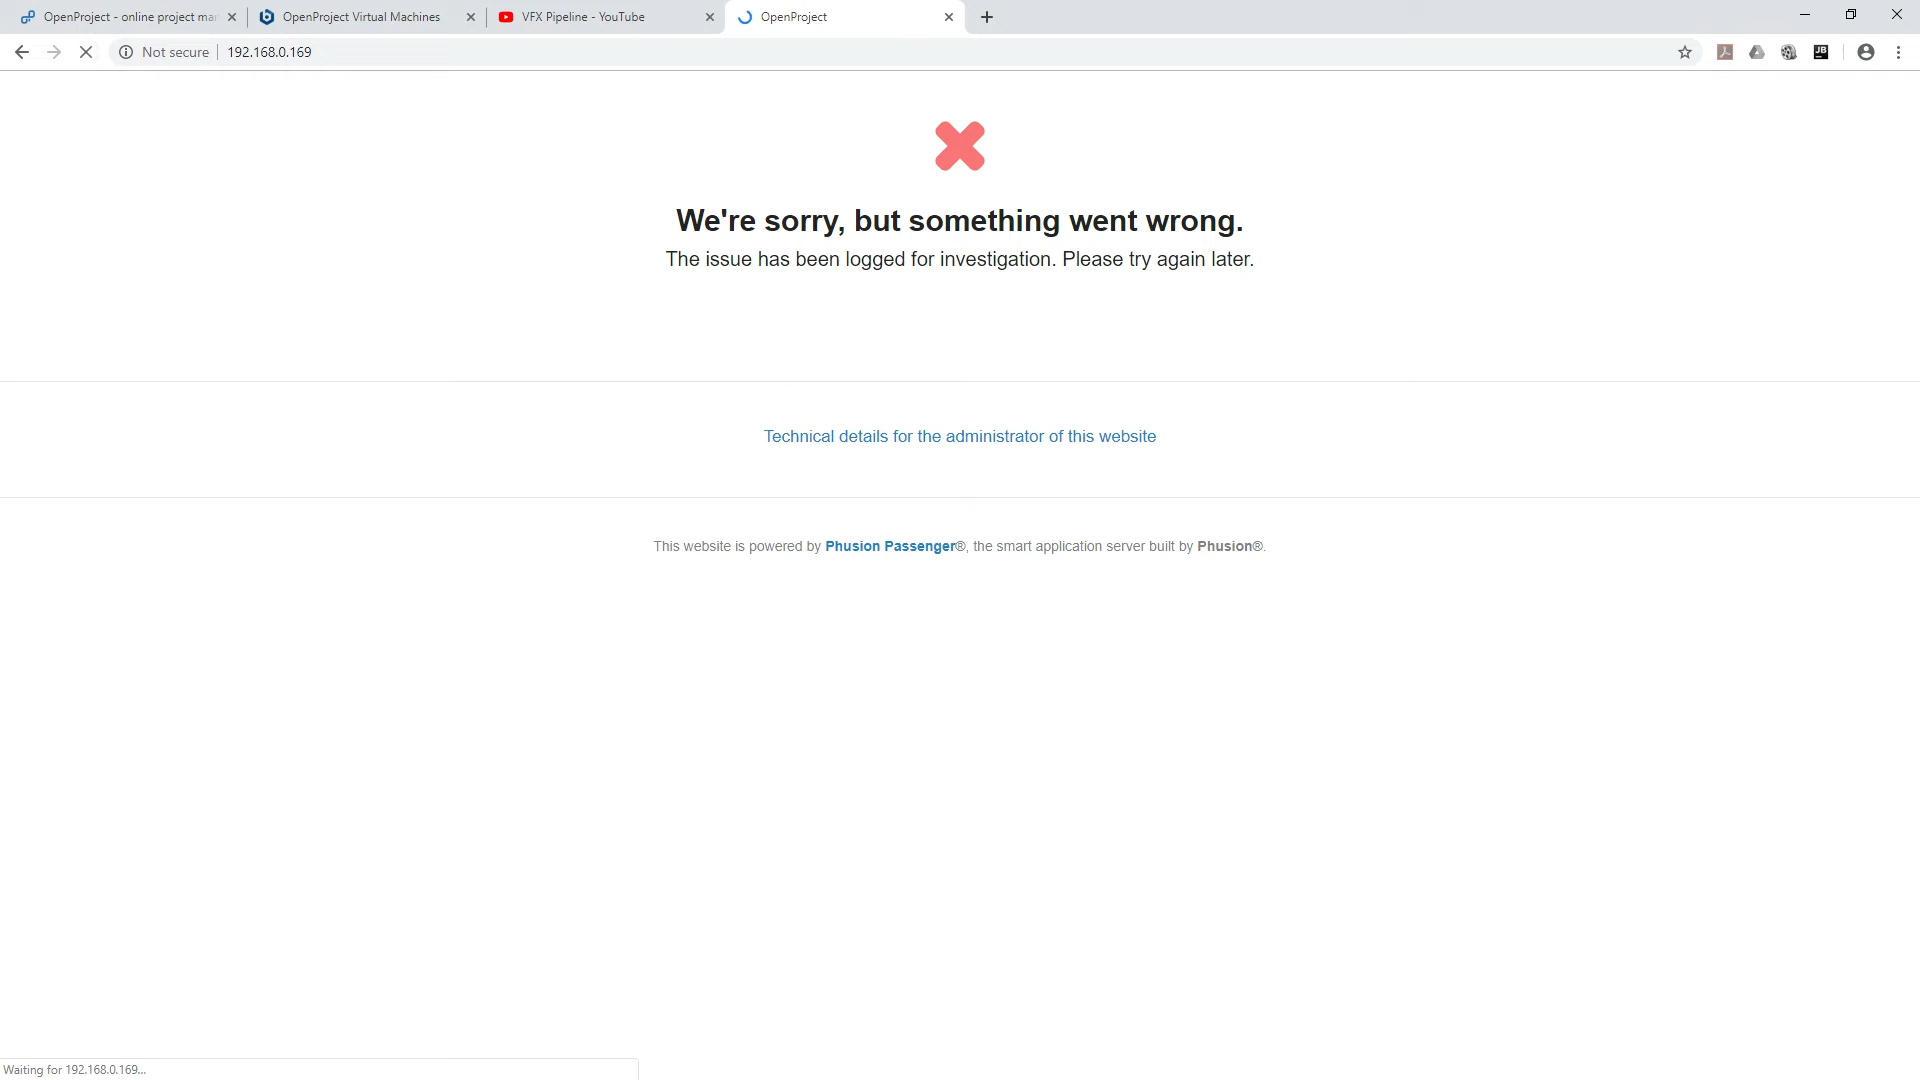 OpenProject - online project mar
OpenProject Virtual Machines
VFX Pipeline - YouTube
OpenProject
Not secure
192.168.0.169
JB
We're sorry, but something went wrong.
The issue has been logged for investigation. Please try again later.
Technical details for the administrator of this website
This website is powered by Phusion Passenger®, the smart application server built by Phusion®.
Waiting for 192.168.0.169...